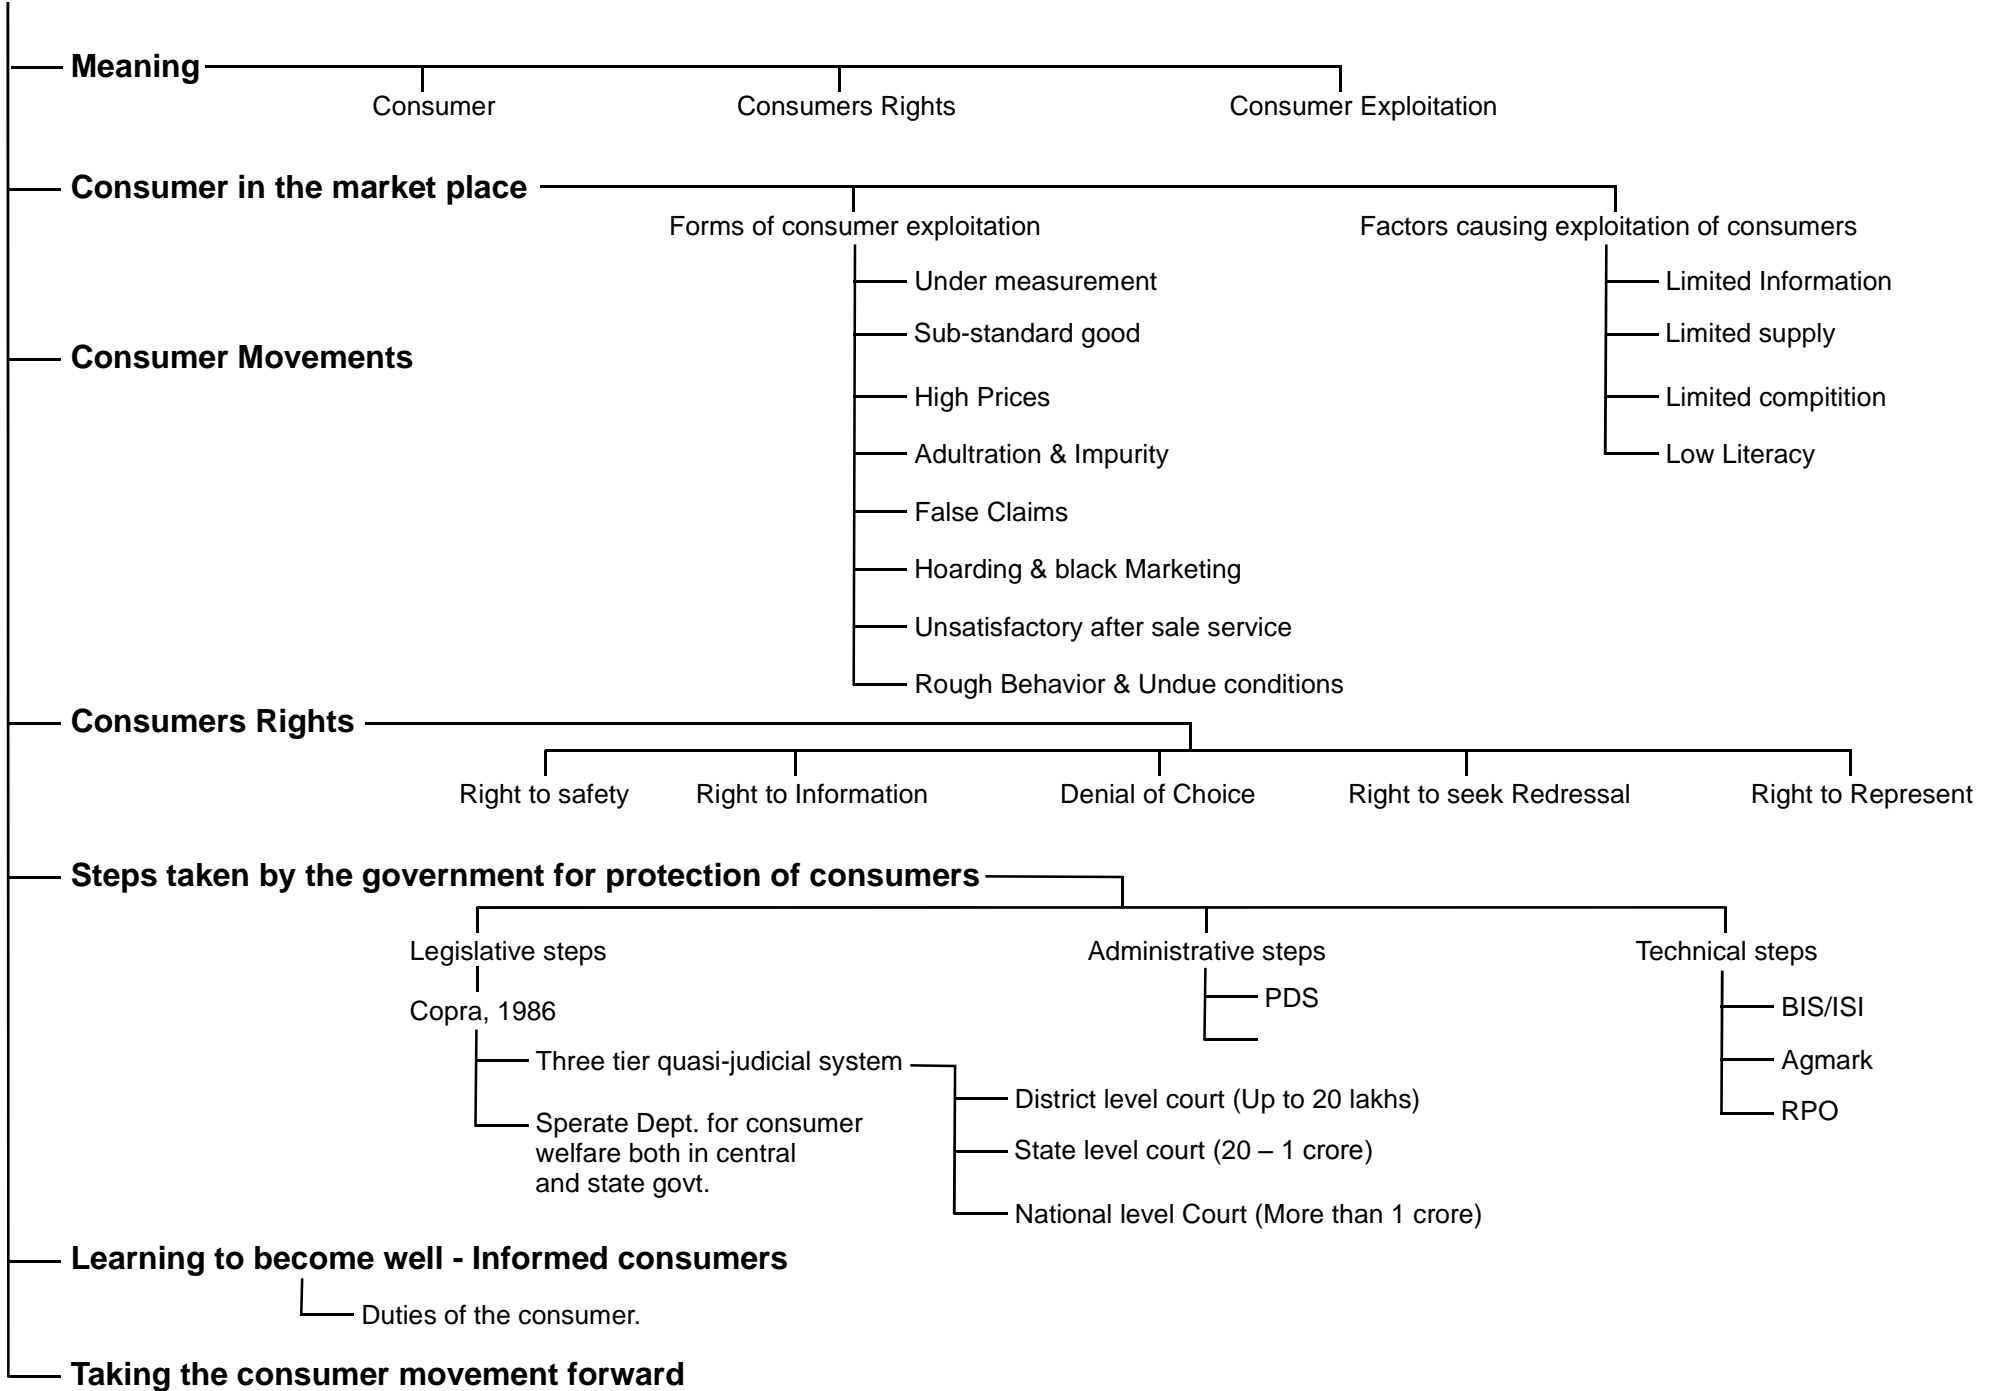 Meaning
Consumer
Consumers Rights
Consumer Exploitation
Consumer in the market place
Forms of consumer exploitation
Under measurement
Sub-standard good
High Prices
Adultration & Impurity
False Claims
Hoarding & black Marketing
Unsatisfactory after sale service
Rough Behavior & Undue conditions
Factors causing exploitation of consumers
Limited Information
Limited supply
Limited compitition
Low Literacy
Consumer Movements
Consumers Rights
Right to safety
Right to Information
Denial of Choice
Right to seek Redressal
Right to Represent
Steps taken by the government for protection of consumers
Legislative steps
Copra, 1986
Three tier quasi-judicial system
District level court (Up to 20 lakhs)
State level court (20 – 1 crore)
National level Court (More than 1 crore)
Sperate Dept. for consumer
welfare both in central
and state govt.
Administrative steps
PDS
Technical steps
BIS/ISI
Agmark
RPO
Learning to become well - Informed consumers
Duties of the consumer.
Taking the consumer movement forward